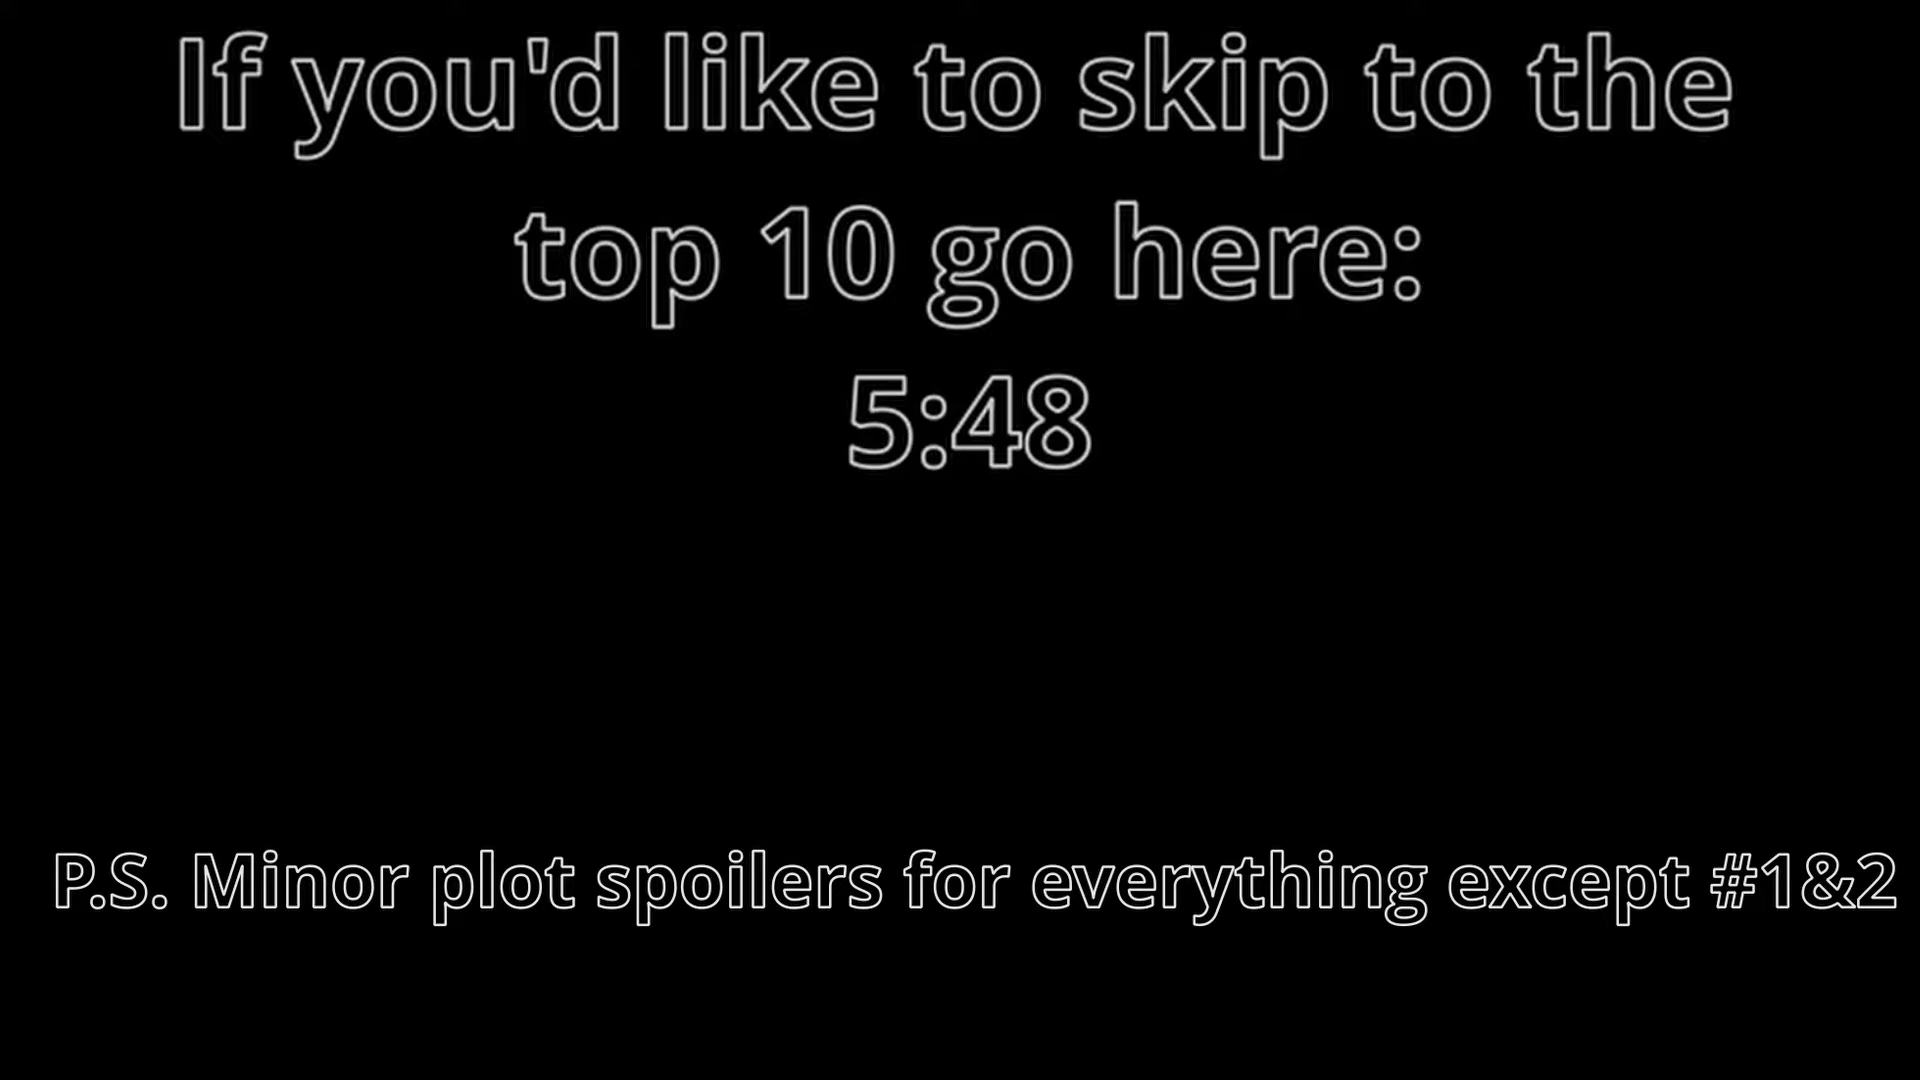 If you'd like to skip to the
top 10 go here:
5:48
P.S. Minor plot spoilers for everything except #1&2